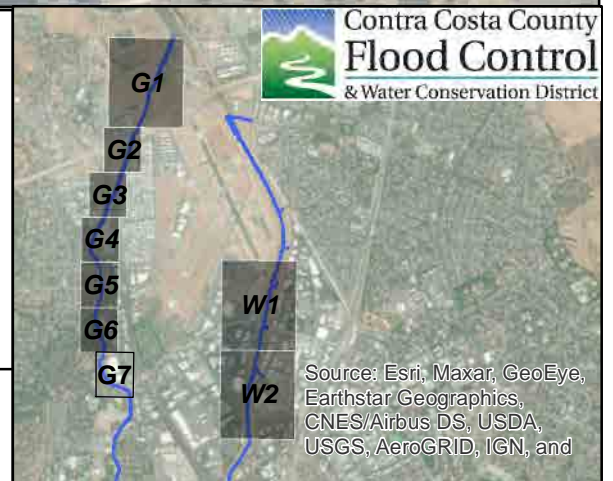 Contra Costa County
Flood Control
& Water Conservation District
G1
G2
G3
G4
G5
G6
G7
W1
W2
Source: Esri, Maxar, GeoEye,
Earthstar Geographics,
CNES/Airbus DS, USDA,
USGS, AeroGRID, IGN, and